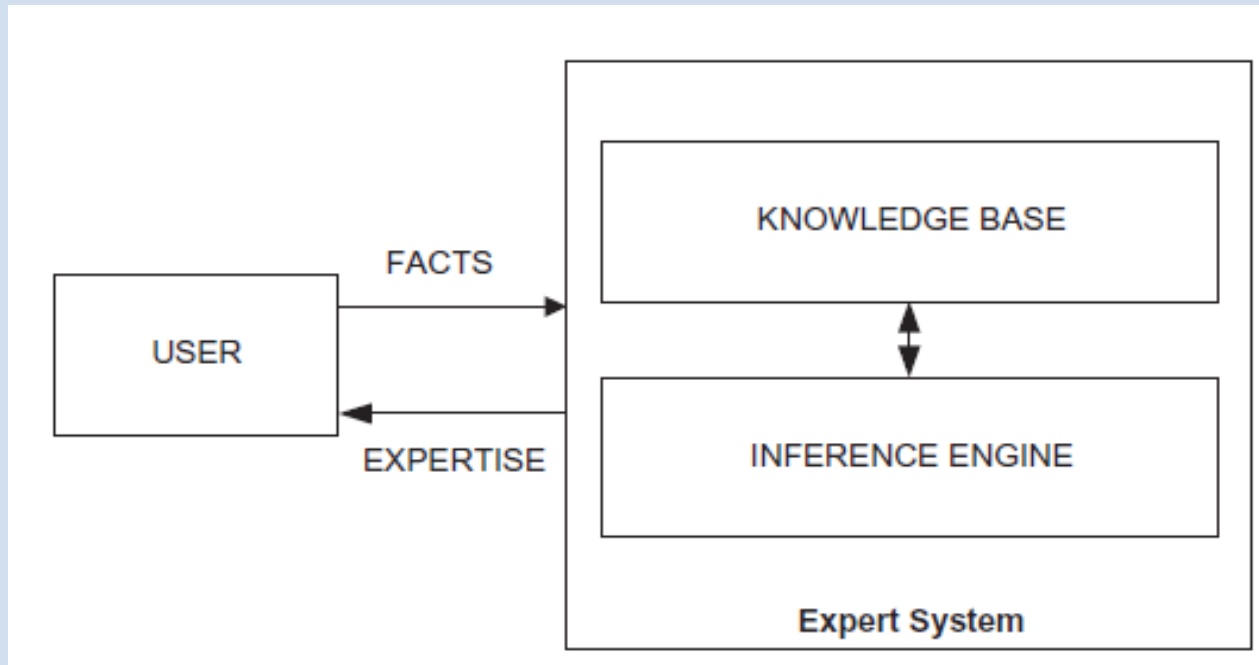 KNOWLEDGE BASE
FACTS
USER
EXPERTISE
INFERENCE ENGINE
Expert System